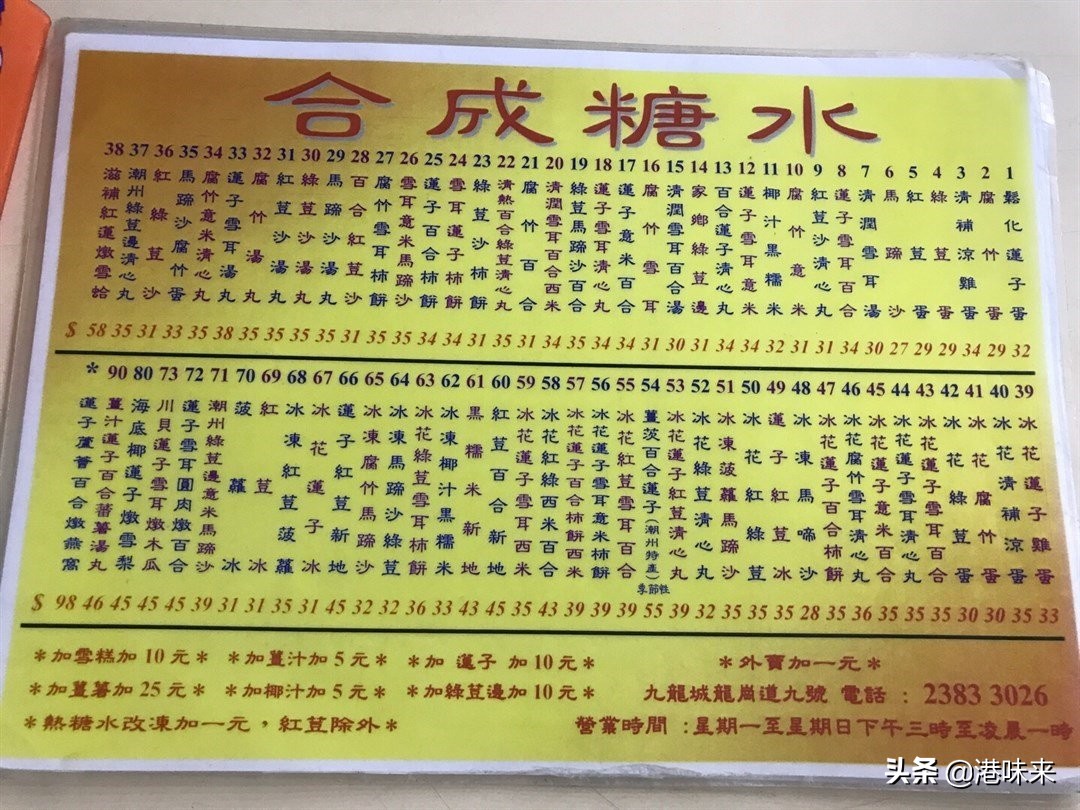 合成糖水
38 37 36 35 34 33 32 31 30 29 28 27 26 25 24 23 22 21 20 19 18 17 16 15 14 13 12 11 10 9 8 7 6 5 4 3 2 1
鬆化蓮子蛋
腐竹蛋
清補涼雞蛋
綠荳蛋
紅荳蛋
馬蹄沙
清潤雪耳湯
蓮子雪耳百合
紅荳沙清心丸
腐竹意米
椰汁黑糯米
蓮子雪耳意米
百合蓮子清心丸
家鄉綠荳邊
清潤雪耳百合湯
腐竹雪耳
蓮子意米百合
蓮子雪耳清心丸
綠荳馬蹄沙百合
清潤雪耳百合西米
腐竹百合
清熱百合綠荳清心丸
綠荳沙柿餅
雪耳蓮子柿餅
蓮子百合柿餅
雪耳意米馬蹄沙
腐竹雪耳柿餅
百合紅荳沙
馬蹄沙湯
綠荳沙湯
紅荳沙湯
腐竹湯
蓮子雪耳湯
腐竹意米清心丸
馬蹄沙腐竹蛋
綠荳沙
潮州綠荳邊清心丸
滋補紅蓮燉雪蛤
$ 58 35 31 33 35 38 35 35 35 35 31 35 35 34 34 31 35 31 34 35 34 34 31 30 31 34 34 32 31 31 34 30 27 29 29 34 29 32
* 90 80 73 72 71 70 69 68 67 66 65 64 63 62 61 60 59 58 57 56 55 54 53 52 51 50 49 48 47 46 45 44 43 42 41 40 39
冰花蓮子雞蛋
冰花清補涼
冰花腐竹蛋
冰花綠荳蛋
冰花蓮子雪耳百合
冰花蓮子雪耳清心丸
冰花蓮子意米百合
冰花腐竹雪耳清心丸
冰花蓮子百合柿餅
冰凍馬啼沙
蓮子紅荳冰
冰花紅綠荳
冰凍菠蘿馬蹄沙
冰花綠荳清心丸
冰花蓮子紅荳清心丸
薑茨百合蓮子(潮州特產)季節性
冰花紅荳雪耳百合
冰花蓮子雪耳意米柿餅
冰花蓮子百合柿餅西米
冰花紅綠西米百合
冰花蓮子雪耳西米
紅荳百合新地
黑糯米新地
冰凍椰汁黑糯米
冰花綠荳雪耳柿餅
冰凍馬蹄沙綠荳
冰凍腐竹馬蹄沙
蓮子紅荳新地
冰花蓮子冰
冰凍紅荳菠蘿
紅荳冰
菠蘿冰
潮州綠荳邊意米馬蹄沙
蓮子雪耳圓肉燉百合
川貝蓮子雪耳燉木瓜
海底椰蓮子燉雪梨
薑汁蓮子百合蕃薯湯丸
蓮子蘆薈百合燉燕窩
$ 98 46 45 45 45 39 31 31 35 31 45 32 32 36 33 43 45 35 43 39 39 39 55 39 32 35 35 35 28 35 36 35 35 35 30 30 35 33
*加雪糕加 10 元* *加薑汁加 5 元* *加 蓮子 加 10 元* *外賣加一元*
*加薑薯加 25 元* *加椰汁加 5 元* *加綠荳邊加 10 元* 九龍城龍崗道九號 電話 : 2383 3026
*熱糖水改凍加一元，紅荳除外* 營業時間 :星期一至星期日下午三時至凌晨一時
头条 @港味来